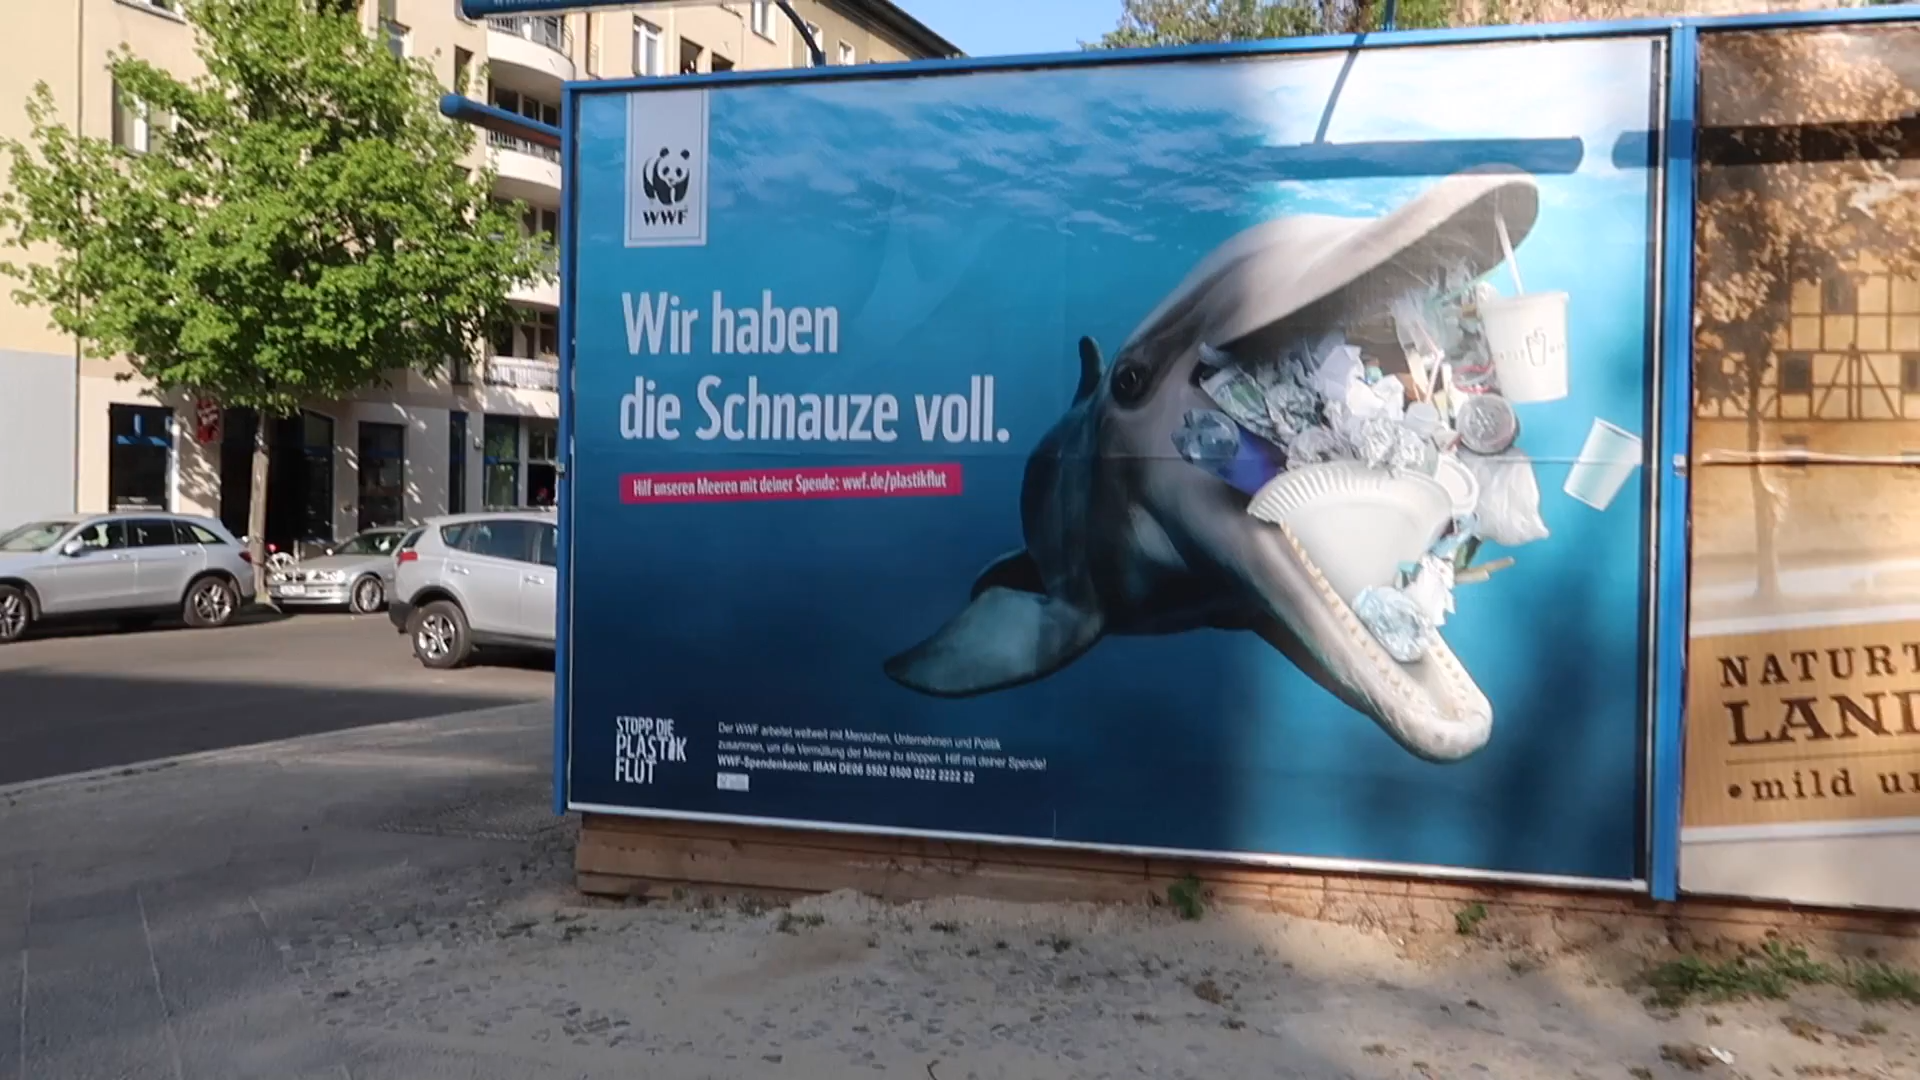 WWF
Wir haben
die Schnauze voll.
Hilf unseren Meeren mit deiner Spende: wwf.de/plastikflut
STOPP DIE
PLASTIK
FLUT
Der WWF arbeitet weltweit mit Menschen, Unternehmen und Politik
zusammen, um die Vermüllung der Meere zu stoppen. Hilf mit deiner Spende!
WWF-Spendenkonto: IBAN DE06 5502 0500 0222 2222 22
NATURT
LAND
•mild un